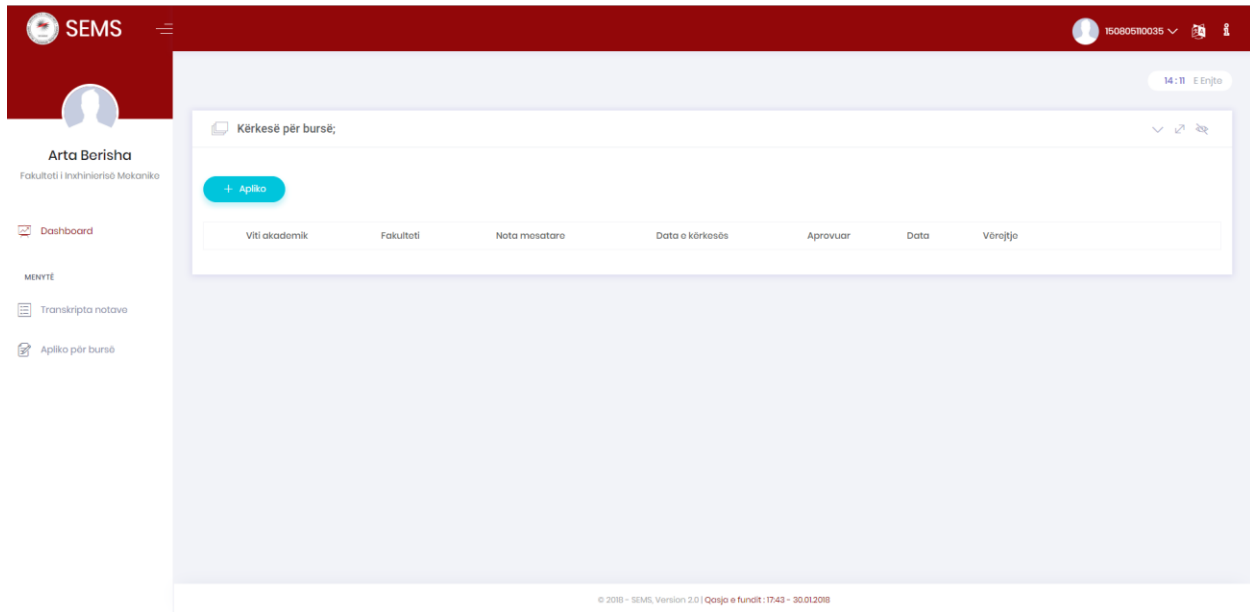 SEMS
150805110035
14:11 E Enjte
Arta Berisha
Fakulteti i Inxhinierisë Mekanike
Dashboard
MENYTË
Transkripta notave
Apliko për bursë
Kërkesë për bursë;
+ Apliko
Viti akademik Fakulteti Nota mesatare Data e kërkesës Aprovuar Data Vërejtje
© 2018 - SEMS, Version 2.0 | Qasja e fundit : 17:43 - 30.01.2018